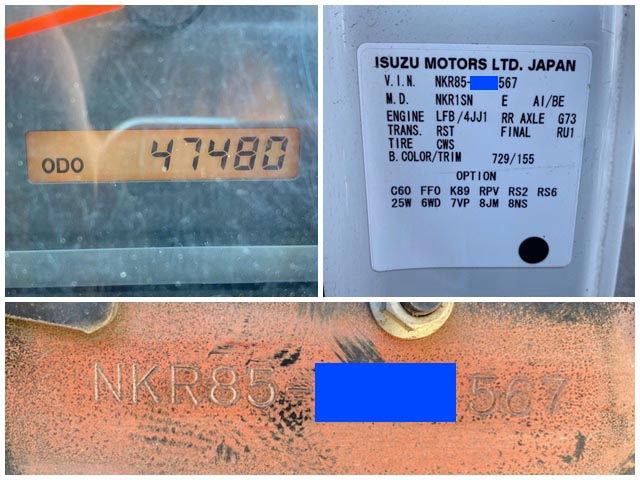 ODO 47480
ISUZU MOTORS LTD. JAPAN
V.I.N. NKR85- 567
M.D. NKR1SN E AI/BE
ENGINE LFB/4JJ1 RR AXLE G73
TRANS. RST FINAL RU1
TIRE CWS
B.COLOR/TRIM 729/155
OPTION
C60 FF0 K89 RPV RS2 RS6
25W 6WD 7VP 8JM 8NS
NKR85- 567